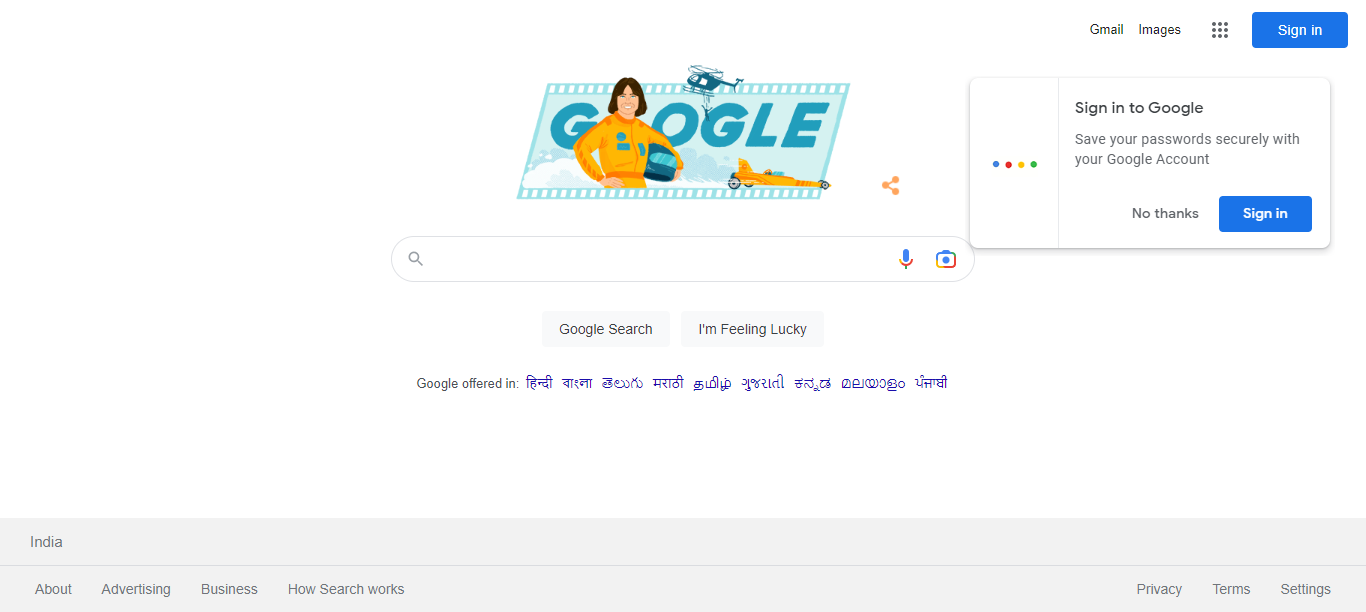 Gmail Images Sign in
GOOGLE
Sign in to Google
Save your passwords securely with
your Google Account
No thanks Sign in
Google Search I'm Feeling Lucky
Google offered in: हिन्दी বাংলা తెలుగు मराठी தமிழ் ગુજરાતી ಕನ್ನಡ മലയാളം ਪੰਜਾਬੀ
India
About Advertising Business How Search works Privacy Terms Settings